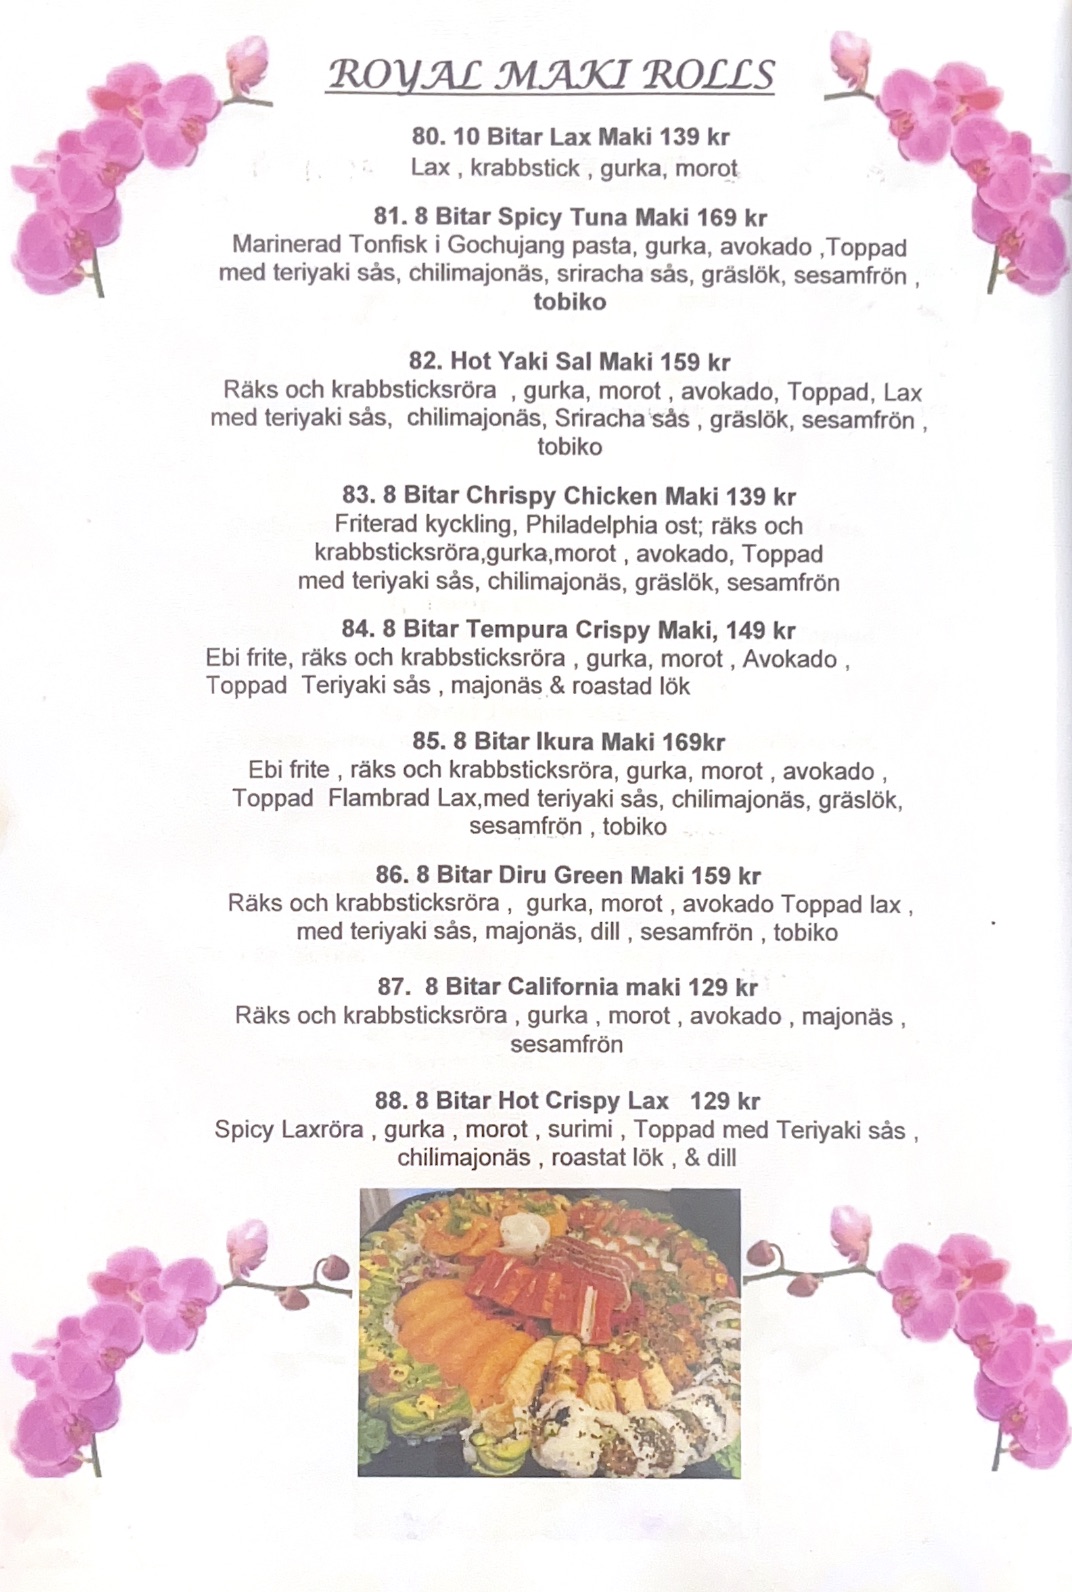 ROYAL MAKI ROLLS
80. 10 Bitar Lax Maki 139 kr
Lax , krabbstick , gurka, morot
81. 8 Bitar Spicy Tuna Maki 169 kr
Marinerad Tonfisk i Gochujang pasta, gurka, avokado ,Toppad
med teriyaki sås, chilimajonäs, sriracha sås, gräslök, sesamfrön ,
tobiko
82. Hot Yaki Sal Maki 159 kr
Räks och krabbsticksröra , gurka, morot , avokado, Toppad, Lax
med teriyaki sås, chilimajonäs, Sriracha sås , gräslök, sesamfrön ,
tobiko
83. 8 Bitar Chrispy Chicken Maki 139 kr
Friterad kyckling, Philadelphia ost; räks och
krabbsticksröra,gurka,morot , avokado, Toppad
med teriyaki sås, chilimajonäs, gräslök, sesamfrön
84. 8 Bitar Tempura Crispy Maki, 149 kr
Ebi frite, räks och krabbsticksröra , gurka, morot , Avokado ,
Toppad Teriyaki sås , majonäs & roastad lök
85. 8 Bitar Ikura Maki 169kr
Ebi frite , räks och krabbsticksröra, gurka, morot , avokado ,
Toppad Flambrad Lax,med teriyaki sås, chilimajonäs, gräslök,
sesamfrön , tobiko
86. 8 Bitar Diru Green Maki 159 kr
Räks och krabbsticksröra , gurka, morot , avokado Toppad lax ,
med teriyaki sås, majonäs, dill , sesamfrön , tobiko
87. 8 Bitar California maki 129 kr
Räks och krabbsticksröra , gurka , morot , avokado , majonäs ,
sesamfrön
88. 8 Bitar Hot Crispy Lax 129 kr
Spicy Laxröra , gurka , morot , surimi , Toppad med Teriyaki sås ,
chilimajonäs , roastat lök , & dill